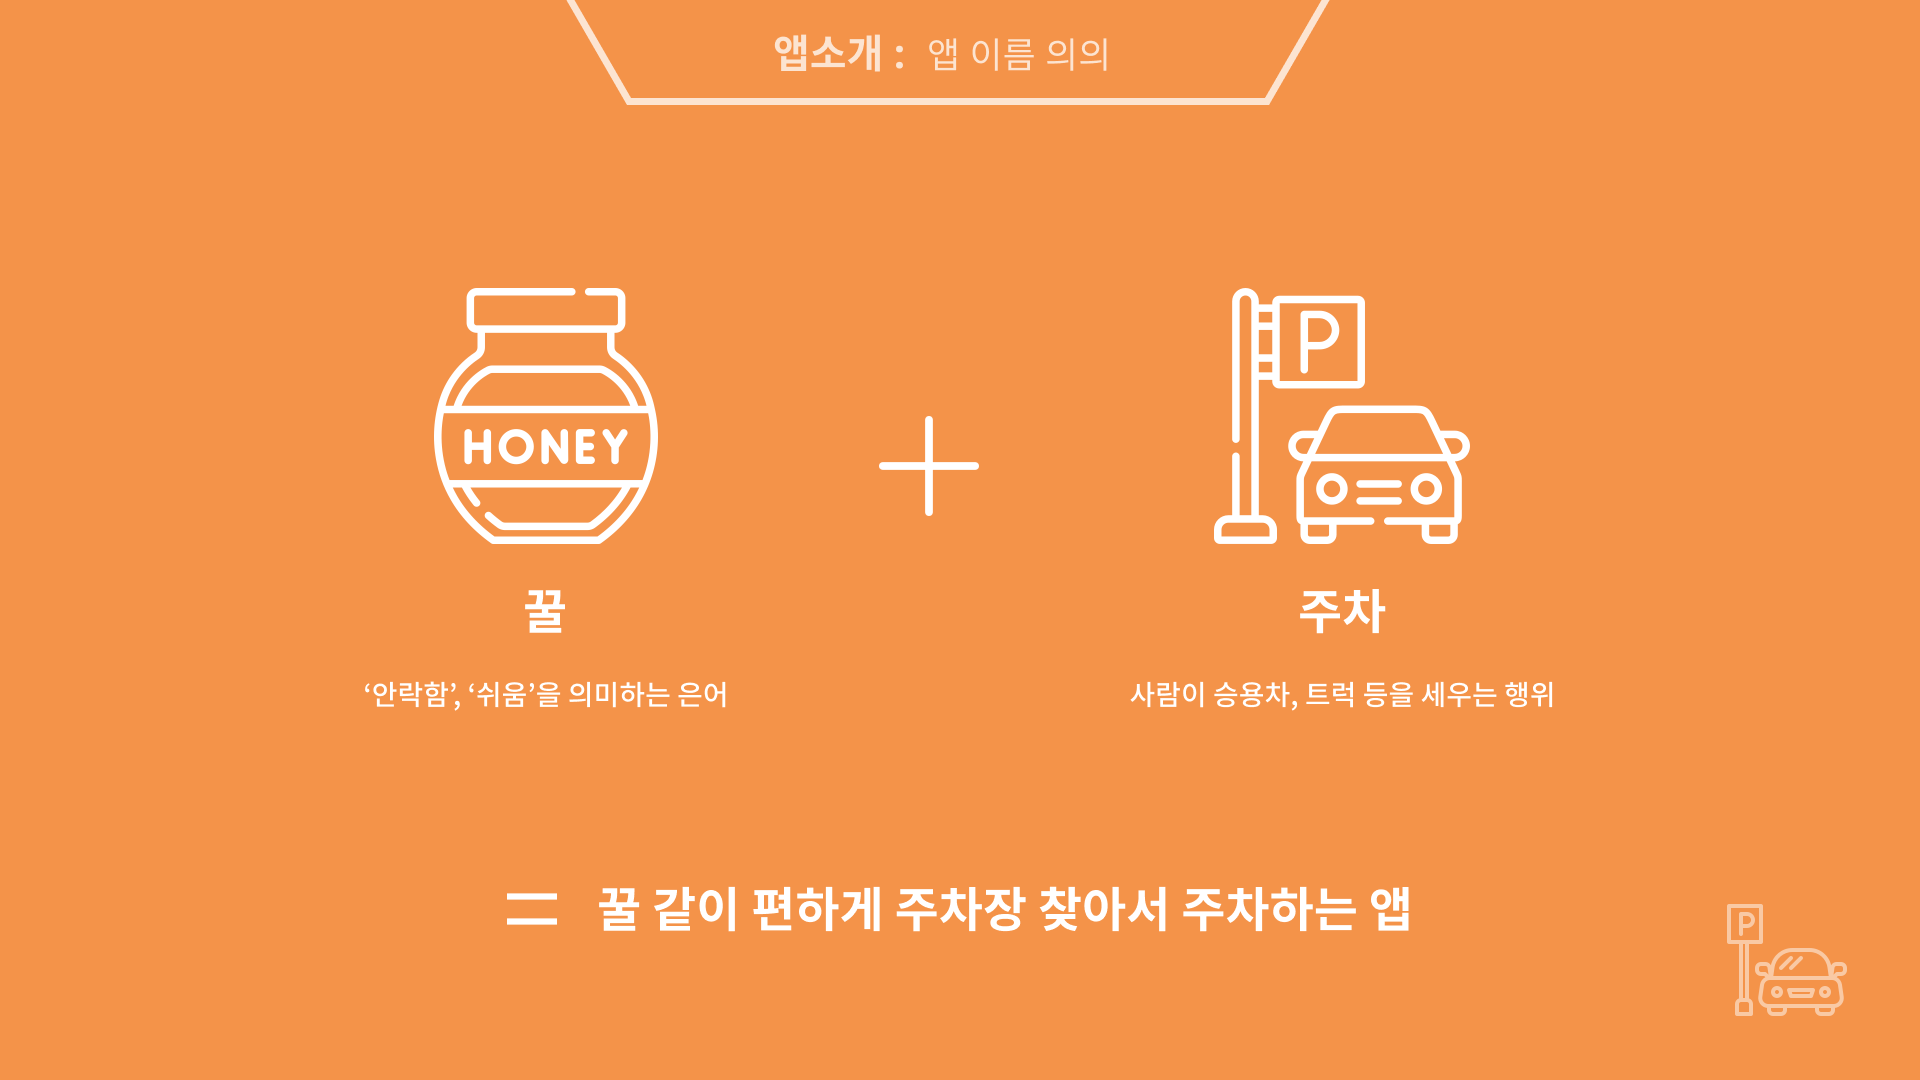 앱소개 : 앱 이름 의의
HONEY
P
꿀
주차
‘안락함’, ‘쉬움’을 의미하는 은어
사람이 승용차, 트럭 등을 세우는 행위
= 꿀 같이 편하게 주차장 찾아서 주차하는 앱
P